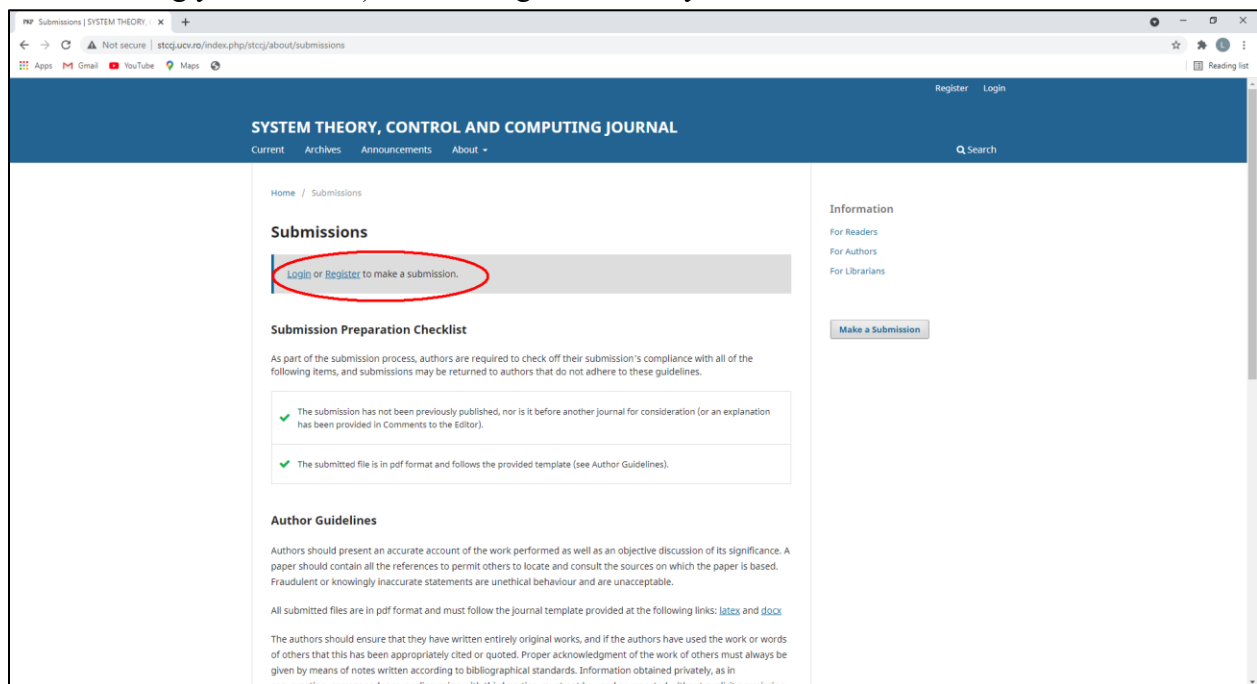 Submissions | SYSTEM THEORY, C
Not secure | stccj.ucv.ro/index.php/stccj/about/submissions
Apps Gmail YouTube Maps Reading list
Register Login
SYSTEM THEORY, CONTROL AND COMPUTING JOURNAL
Current Archives Announcements About Search
Home / Submissions
Submissions
Login or Register to make a submission.
Submission Preparation Checklist
As part of the submission process, authors are required to check off their submission's compliance with all of the
following items, and submissions may be returned to authors that do not adhere to these guidelines.
The submission has not been previously published, nor is it before another journal for consideration (or an explanation
has been provided in Comments to the Editor).
The submitted file is in pdf format and follows the provided template (see Author Guidelines).
Author Guidelines
Authors should present an accurate account of the work performed as well as an objective discussion of its significance. A
paper should contain all the references to permit others to locate and consult the sources on which the paper is based.
Fraudulent or knowingly inaccurate statements are unethical behaviour and are unacceptable.
All submitted files are in pdf format and must follow the journal template provided at the following links: latex and docx
The authors should ensure that they have written entirely original works, and if the authors have used the work or words
of others that this has been appropriately cited or quoted. Proper acknowledgment of the work of others must always be
given by means of notes written according to bibliographical standards. Information obtained privately, as in
Information
For Readers
For Authors
For Librarians
Make a Submission